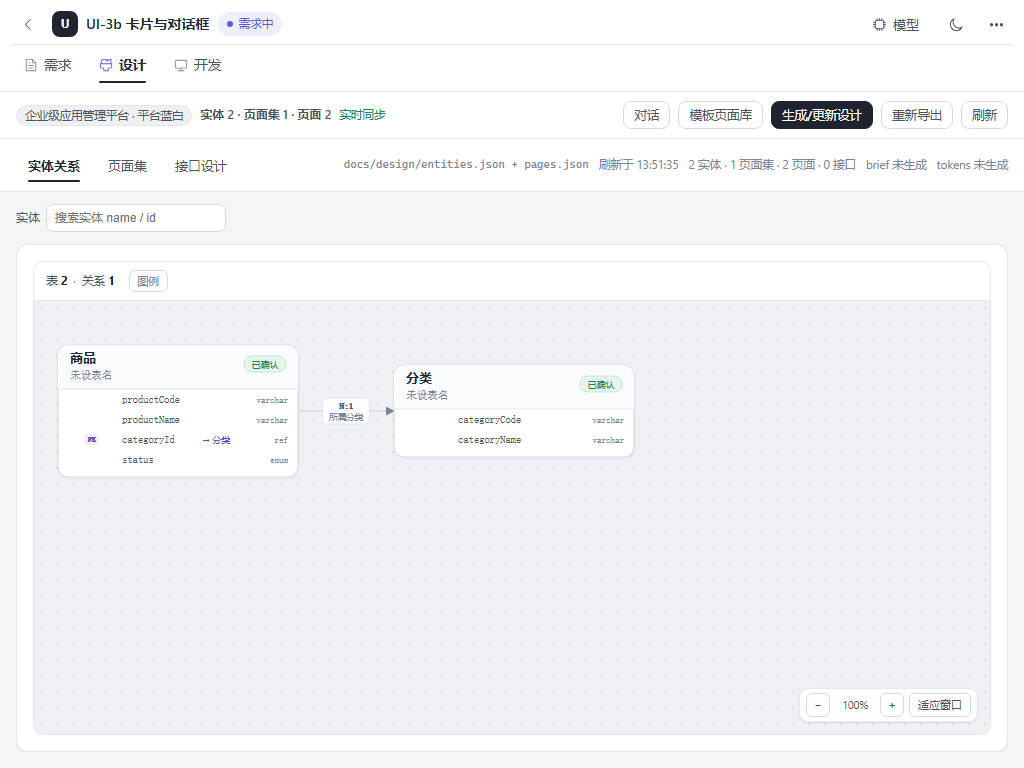 U UI-3b 卡片与对话框 需求中 模型
需求 设计 开发
企业级应用管理平台 · 平台蓝白 实体 2 · 页面集 1 · 页面 2 实时同步 对话 模板页面库 生成/更新设计 重新导出 刷新
实体关系 页面集 接口设计 docs/design/entities.json + pages.json 刷新于 13:51:35 2 实体 · 1 页面集 · 2 页面 · 0 接口 brief 未生成 tokens 未生成
实体 搜索实体 name / id
表 2 · 关系 1 图例
商品 已确认
未设表名
productCode varchar
productName varchar
FK categoryId → 分类 ref
status enum
N:1
所属分类
分类 已确认
未设表名
categoryCode varchar
categoryName varchar
− 100% + 适应窗口